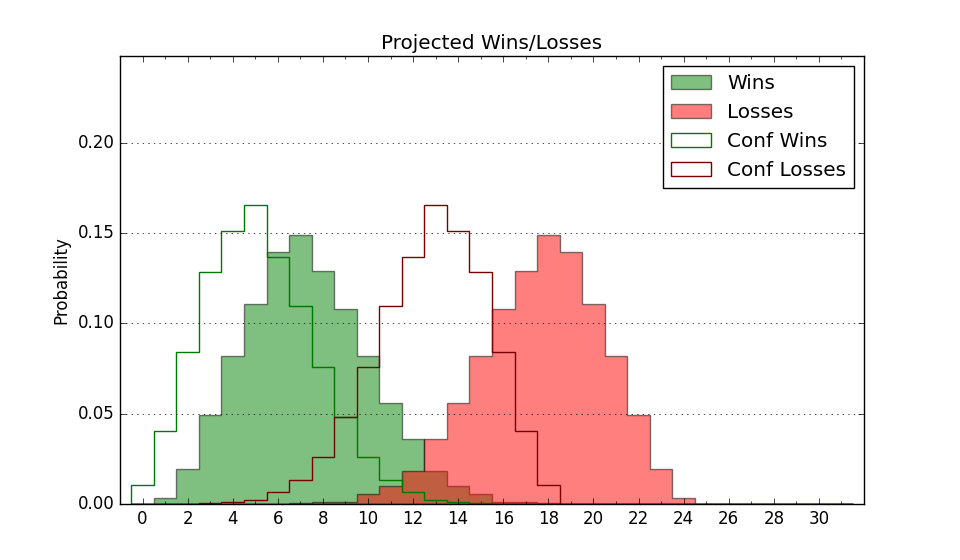 Projected Wins/Losses
Wins
Losses
Conf Wins
Conf Losses
Probability
0.20
0.15
0.10
0.05
0.00
0 2 4 6 8 10 12 14 16 18 20 22 24 26 28 30